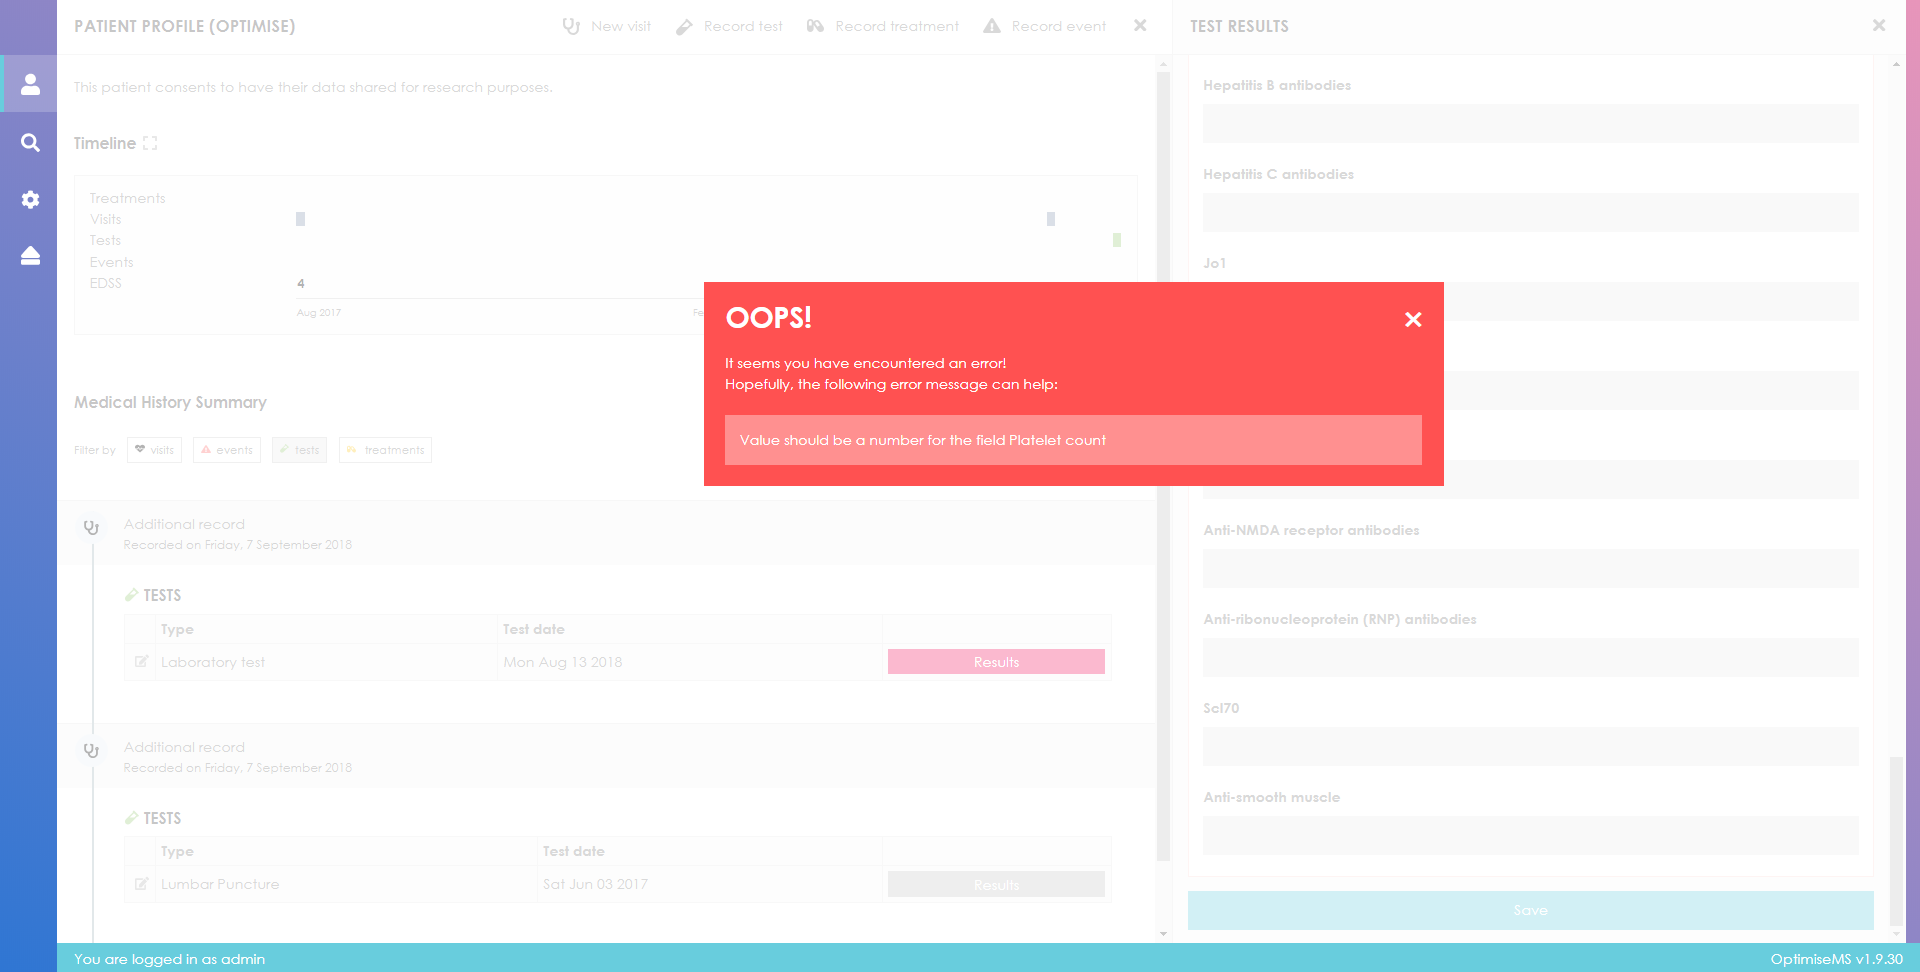 PATIENT PROFILE (OPTIMISE)
New visit
Record test
Record treatment
Record event
TEST RESULTS
This patient consents to have their data shared for research purposes.
Timeline
Treatments
Visits
Tests
Events
EDSS
4
Aug 2017
Fe
Medical History Summary
Filter by
visits
events
tests
treatments
OOPS!
It seems you have encountered an error!
Hopefully, the following error message can help:
Value should be a number for the field Platelet count
Additional record
Recorded on Friday, 7 September 2018
TESTS
Type Test date
Laboratory test Mon Aug 13 2018 Results
Additional record
Recorded on Friday, 7 September 2018
TESTS
Type Test date
Lumbar Puncture Sat Jun 03 2017 Results
Hepatitis B antibodies
Hepatitis C antibodies
Jo1
Anti-NMDA receptor antibodies
Anti-ribonucleoprotein (RNP) antibodies
Scl70
Anti-smooth muscle
Save
You are logged in as admin
OptimiseMS v1.9.30